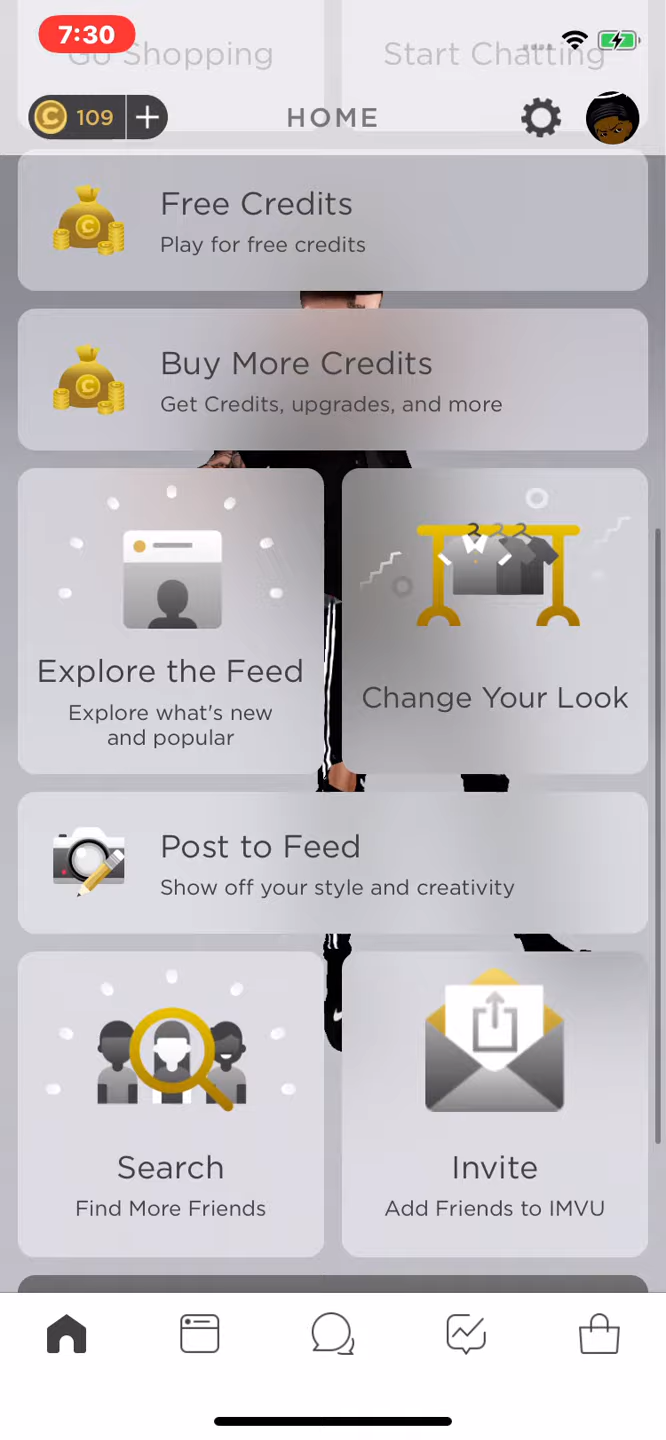 7:30
Go Shopping
Start Chatting
109
HOME
Free Credits
Play for free credits
Buy More Credits
Get Credits, upgrades, and more
Explore the Feed
Explore what's new
and popular
Change Your Look
Post to Feed
Show off your style and creativity
Search
Find More Friends
Invite
Add Friends to IMVU